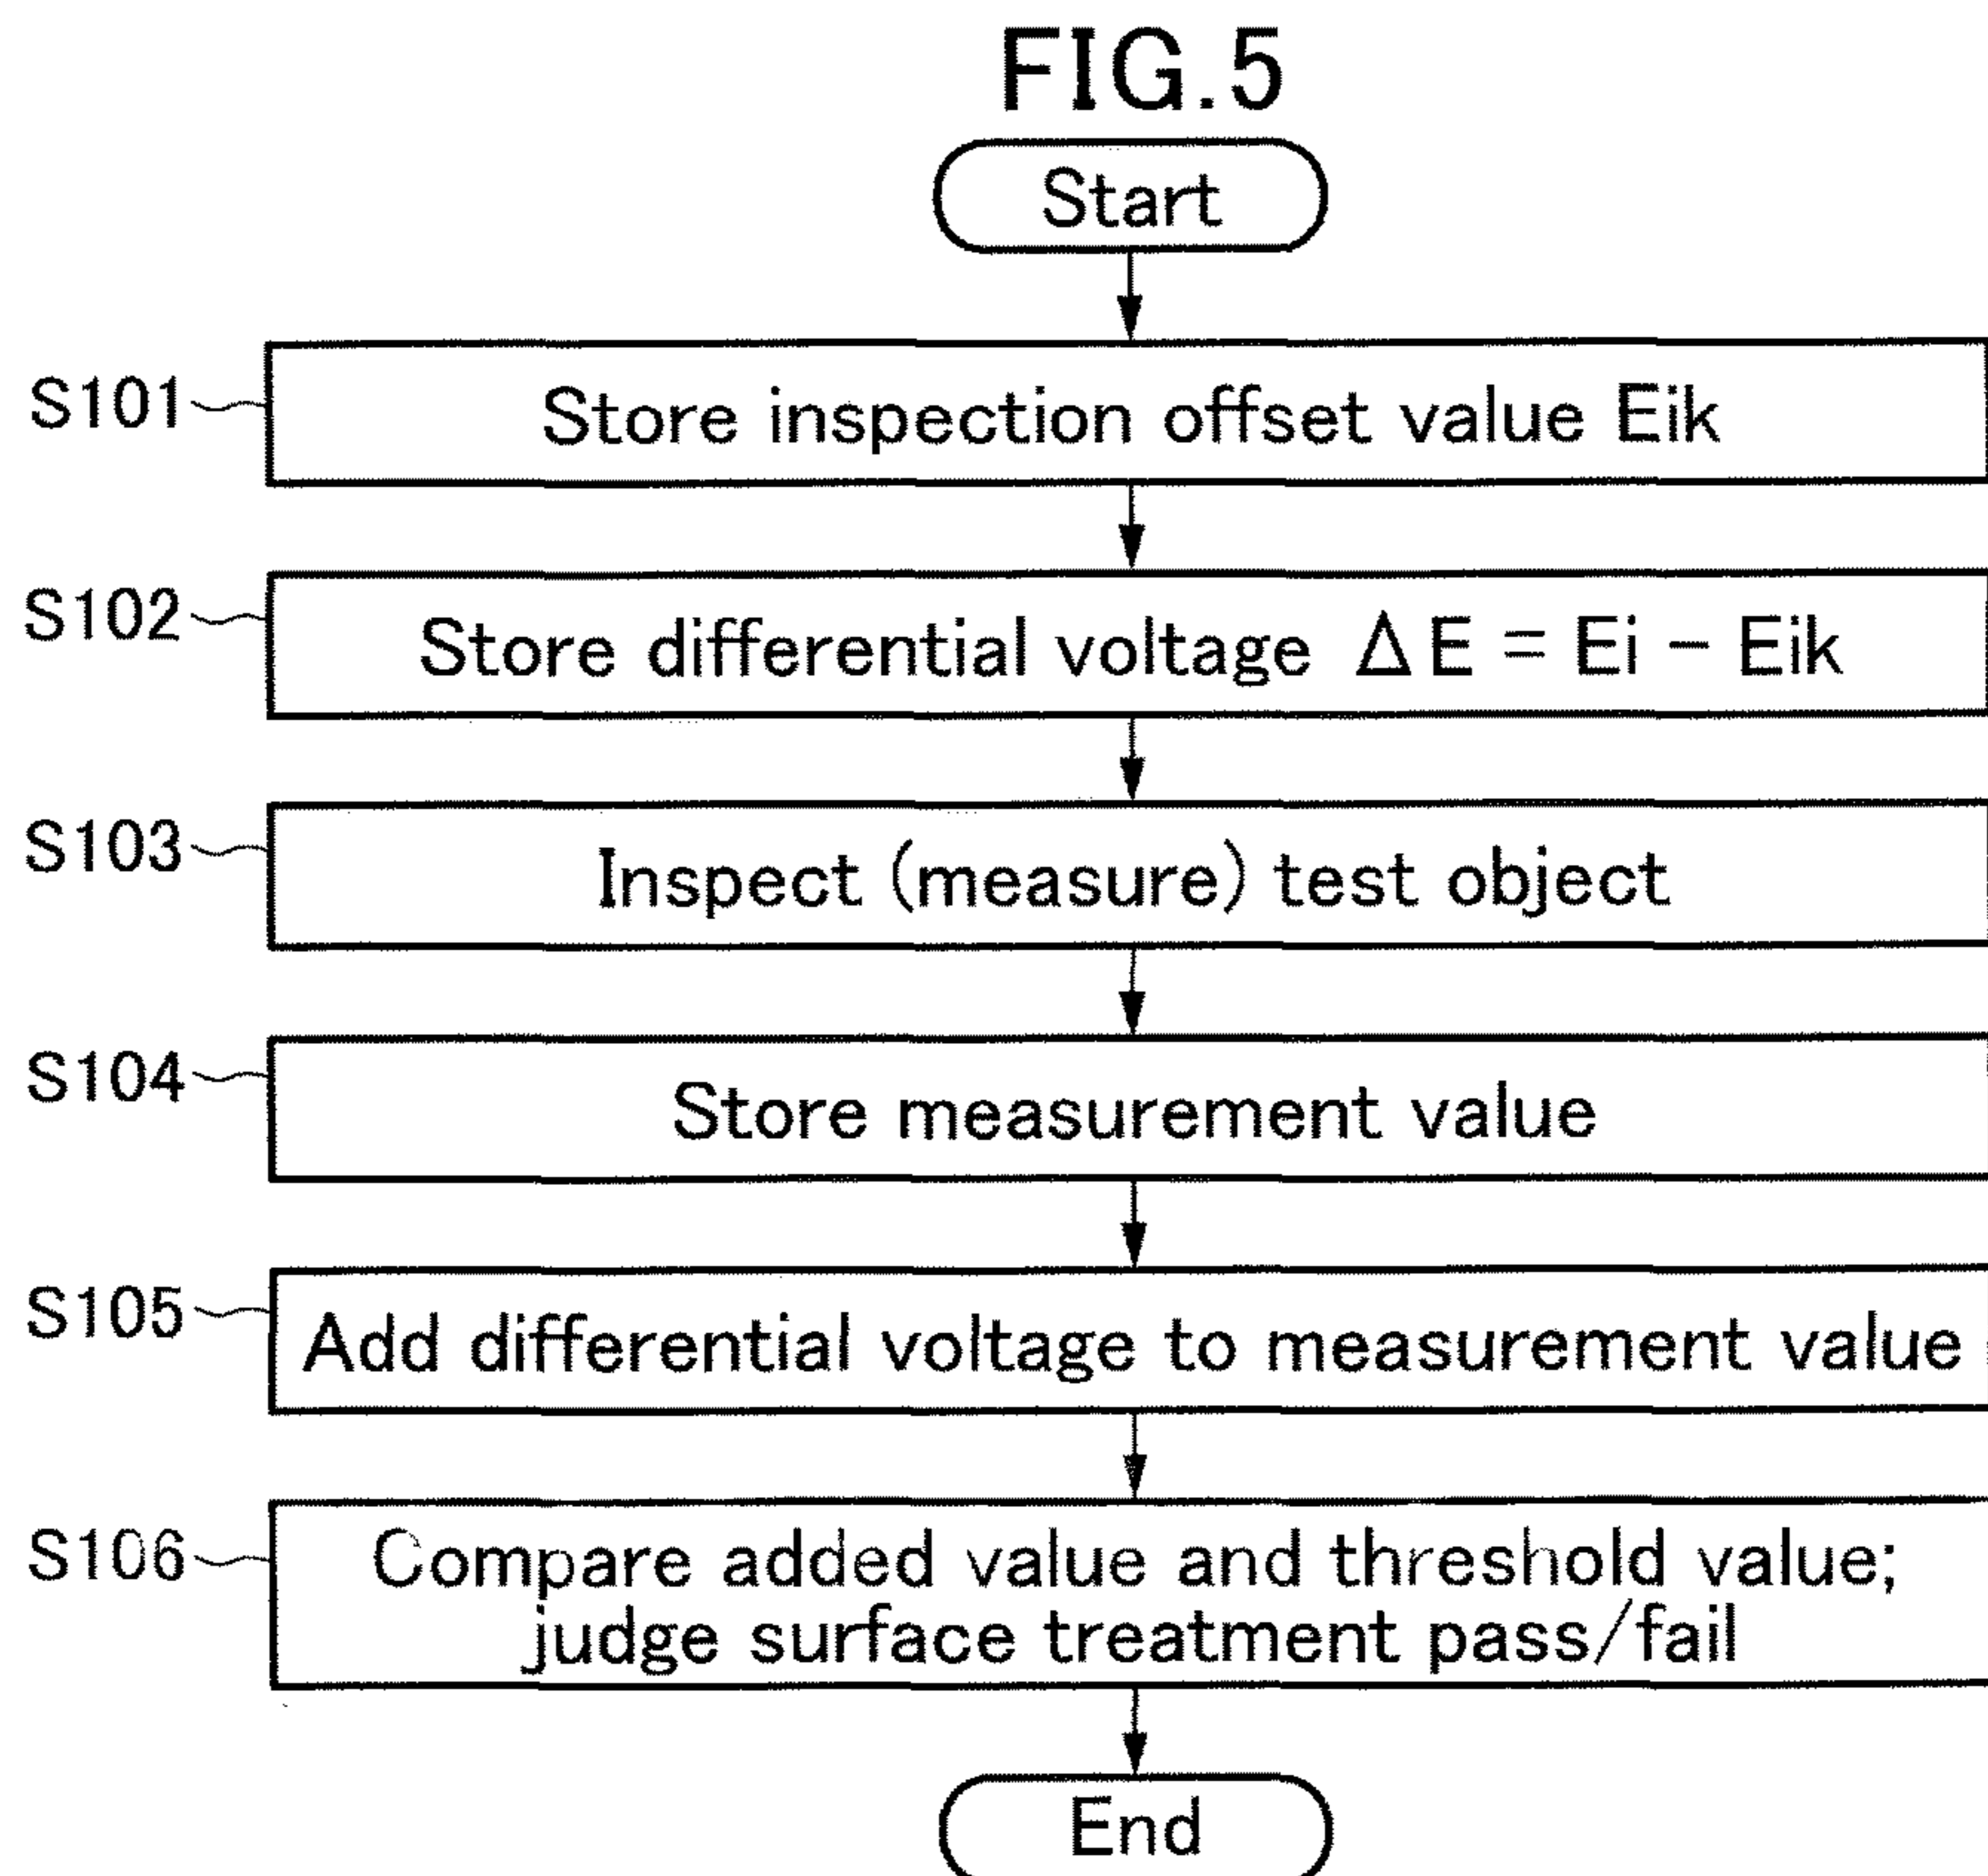 FIG.5
Start
S101
Store inspection offset value Eik
S102
Store differential voltage ΔE = Ei - Eik
S103
Inspect (measure) test object
S104
Store measurement value
S105
Add differential voltage to measurement value
S106
Compare added value and threshold value;
judge surface treatment pass/fail
End